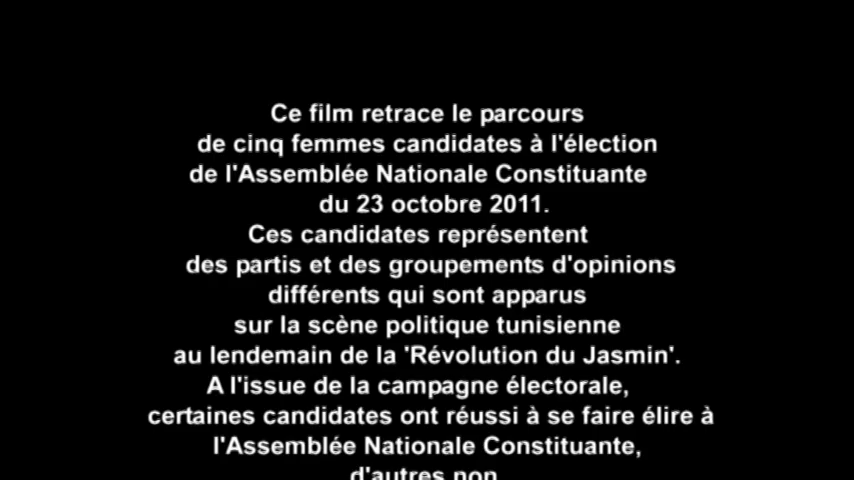 Ce film retrace le parcours
de cinq femmes candidates à l'élection
de l'Assemblée Nationale Constituante
du 23 octobre 2011.
Ces candidates représentent
des partis et des groupements d'opinions
différents qui sont apparus
sur la scène politique tunisienne
au lendemain de la 'Révolution du Jasmin'.
A l'issue de la campagne électorale,
certaines candidates ont réussi à se faire élire à
l'Assemblée Nationale Constituante,
d'autres non